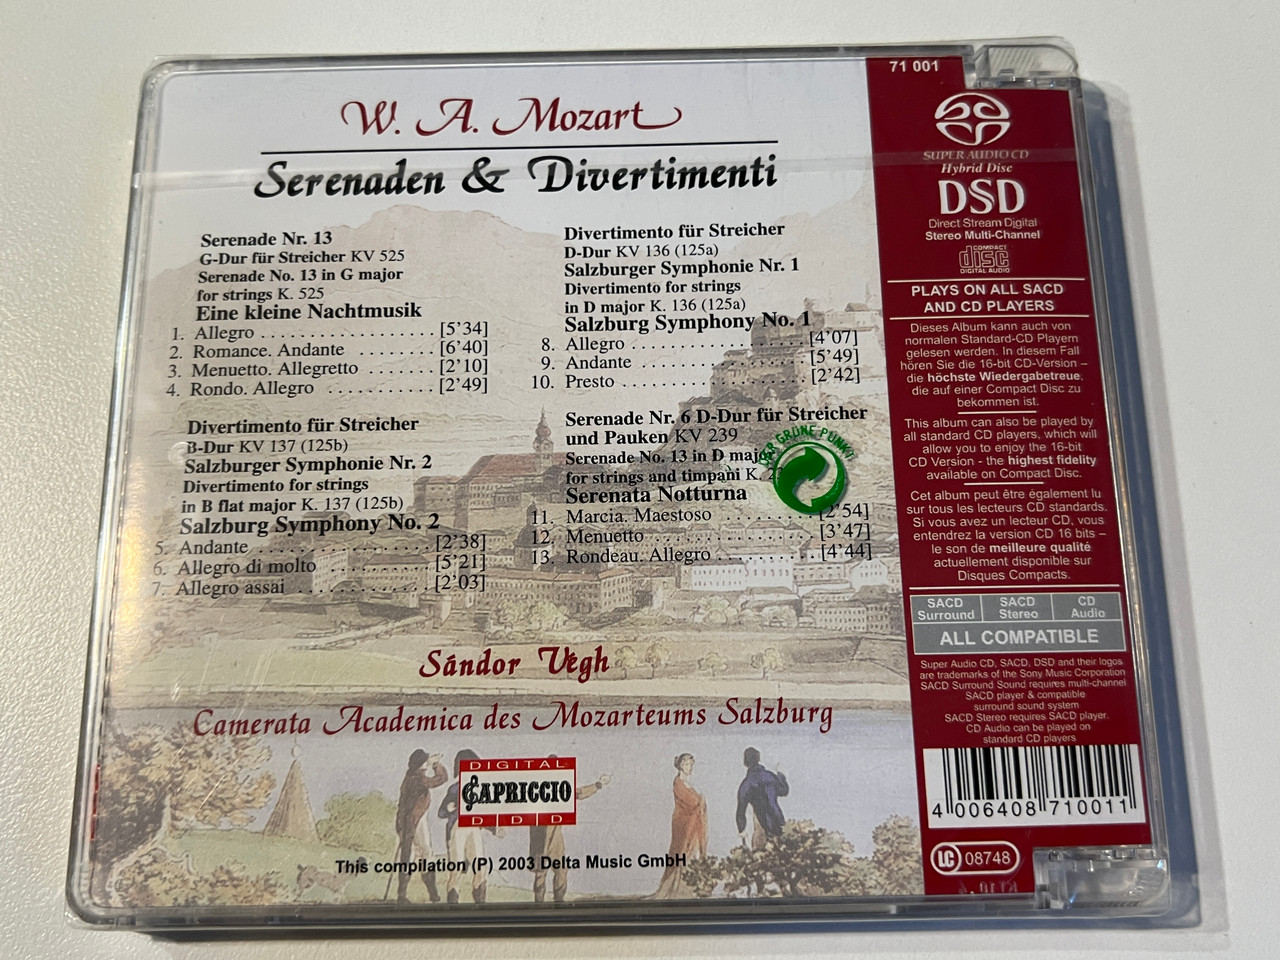 W. A. Mozart
Serenaden & Divertimenti
Serenade Nr. 13
G-Dur für Streicher KV 525
Serenade No. 13 in G major
for strings K. 525
Eine kleine Nachtmusik
1. Allegro . . . . . . . . . . . . . . . . . . [5’34]
2. Romance. Andante . . . . . . . . [6’40]
3. Menuetto. Allegretto . . . . . . . [2’10]
4. Rondo. Allegro . . . . . . . . . . . . [2’49]
Divertimento für Streicher
B-Dur KV 137 (125b)
Salzburger Symphonie Nr. 2
Divertimento for strings
in B flat major K. 137 (125b)
Salzburg Symphony No. 2
5. Andante . . . . . . . . . . . . . . . . . [2’38]
6. Allegro di molto . . . . . . . . . . [5’21]
7. Allegro assai . . . . . . . . . . . . . [2’03]
Divertimento für Streicher
D-Dur KV 136 (125a)
Salzburger Symphonie Nr. 1
Divertimento for strings
in D major K. 136 (125a)
Salzburg Symphony No. 1
8. Allegro . . . . . . . . . . . . . . . . . [4’07]
9. Andante . . . . . . . . . . . . . . . . . [5’49]
10. Presto . . . . . . . . . . . . . . . . . . [2’42]
Serenade Nr. 6 D-Dur für Streicher
und Pauken KV 239
Serenade No. 13 in D major
for strings and timpani K.
Serenata Notturna
11. Marcia. Maestoso . . . . . . . . . [2’54]
12. Menuetto . . . . . . . . . . . . . . . [3’47]
13. Rondeau. Allegro . . . . . . . . . [4’44]
DER GRÜNE PUNKT
Sándor Végh
Camerata Academica des Mozarteums Salzburg
DIGITAL
CAPRICCIO
D D D
This compilation (P) 2003 Delta Music GmbH
71 001
SUPER AUDIO CD
Hybrid Disc
DSD
Direct Stream Digital
Stereo Multi-Channel
COMPACT
disc
DIGITAL AUDIO
PLAYS ON ALL SACD
AND CD PLAYERS
Dieses Album kann auch von
normalen Standard-CD Playern
gelesen werden. In diesem Fall
hören Sie die 16-bit CD-Version –
die höchste Wiedergabetreue,
die auf einer Compact Disc zu
bekommen ist.
This album can also be played by
all standard CD players, which will
allow you to enjoy the 16-bit
CD Version - the highest fidelity
available on Compact Disc.
Cet album peut être également lu
sur tous les lecteurs CD standards.
Si vous avez un lecteur CD, vous
entendrez la version CD 16 bits –
le son de meilleure qualité
actuellement disponible sur
Disques Compacts.
SACD Surround
SACD Stereo
CD Audio
ALL COMPATIBLE
Super Audio CD, SACD, DSD and their logos
are trademarks of the Sony Music Corporation
SACD Surround Sound requires multi-channel
SACD player & compatible
surround sound system
SACD Stereo requires SACD player.
CD Audio can be played on
standard CD players
4 006408 710011
LC 08748